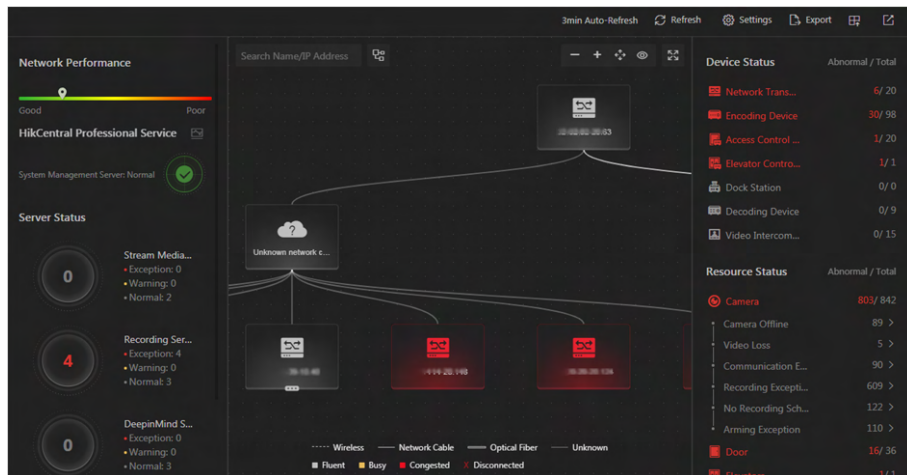 3min Auto-Refresh Refresh Settings Export
Network Performance
Good Poor
HikCentral Professional Service
System Management Server: Normal
Server Status
0
Stream Media...
Exception: 0
Warning: 0
Normal: 2
4
Recording Ser...
Exception: 4
Warning: 0
Normal: 3
0
DeepinMind S...
Exception: 0
Warning: 0
Normal: 3
Search Name/IP Address
Unknown network c...
Wireless Network Cable Optical Fiber Unknown
Fluent Busy Congested X Disconnected
Device Status Abnormal / Total
Network Trans... 6/ 20
Encoding Device 30/ 98
Access Control ... 1/ 20
Elevator Contro... 1/ 1
Dock Station 0/ 0
Decoding Device 0/ 9
Video Intercom... 0/ 15
Resource Status Abnormal / Total
Camera 803/ 842
Camera Offline 89 >
Video Loss 5 >
Communication E... 90 >
Recording Excepti... 609 >
No Recording Sch... 122 >
Arming Exception 110 >
Door 16/ 36